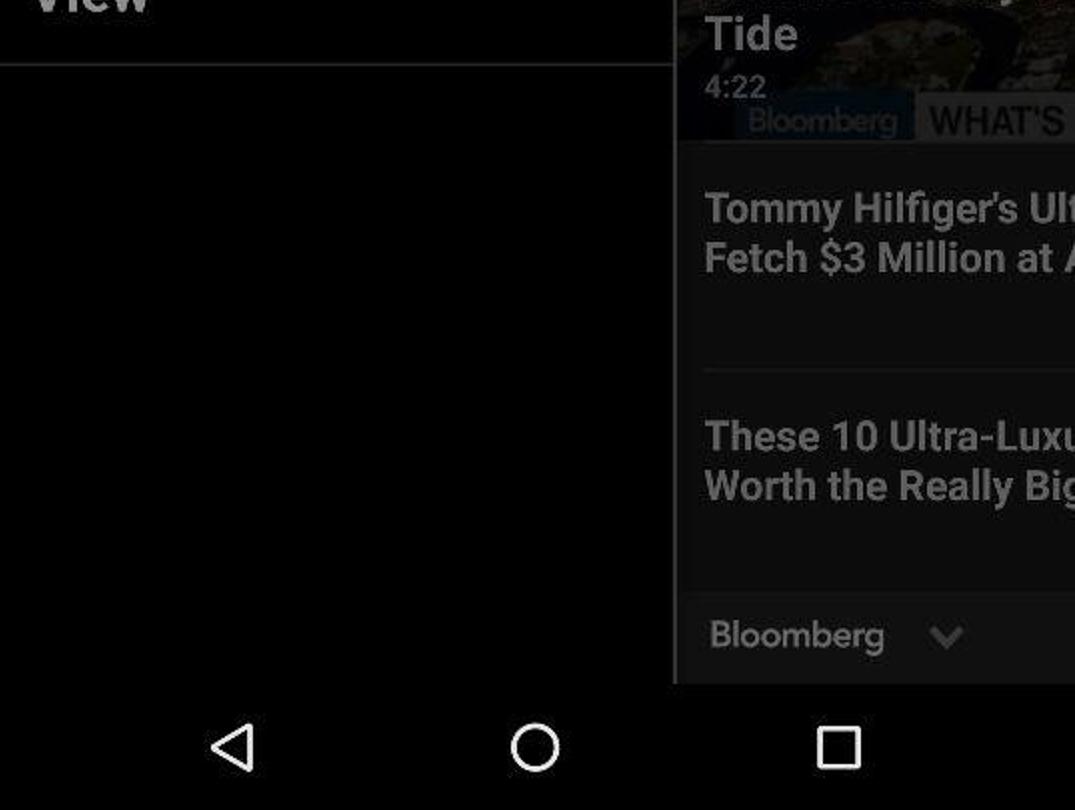 View
Tide
4:22
Bloomberg WHAT'S
Tommy Hilfiger's Ult
Fetch $3 Million at A
These 10 Ultra-Luxu
Worth the Really Big
Bloomberg